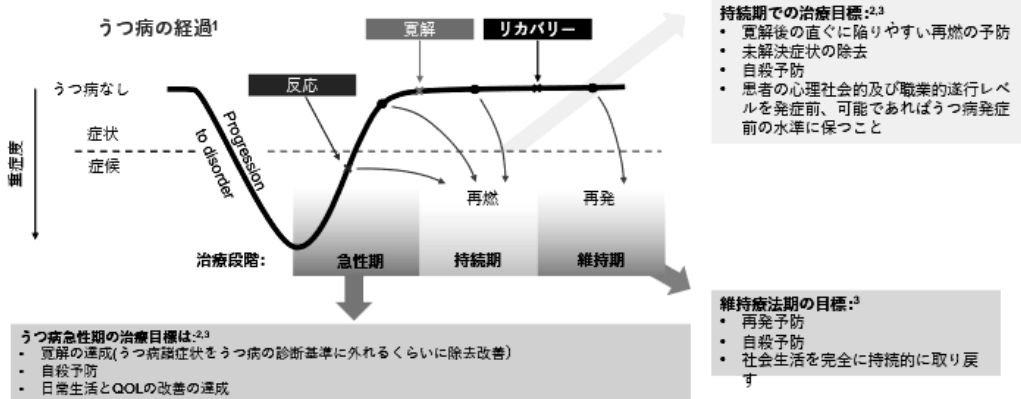 うつ病の経過1
寛解
リカバリー
反応
うつ病なし
症状
症候
重症度
Progression
to disorder
再燃
再発
治療段階:
急性期
持続期
維持期
持続期での治療目標:2,3
• 寛解後の直ぐに陥りやすい再燃の予防
• 未解決症状の除去
• 自殺予防
• 患者の心理社会的及び職業的遂行レベ
ルを発症前、可能であればうつ病発症
前の水準に保つこと
維持療法期の目標:3
• 再発予防
• 自殺予防
• 社会生活を完全に持続的に取り戻
す
うつ病急性期の治療目標は:2,3
• 寛解の達成(うつ病諸症状をうつ病の診断基準に外れるくらいに除去改善）
• 自殺予防
• 日常生活とQOLの改善の達成